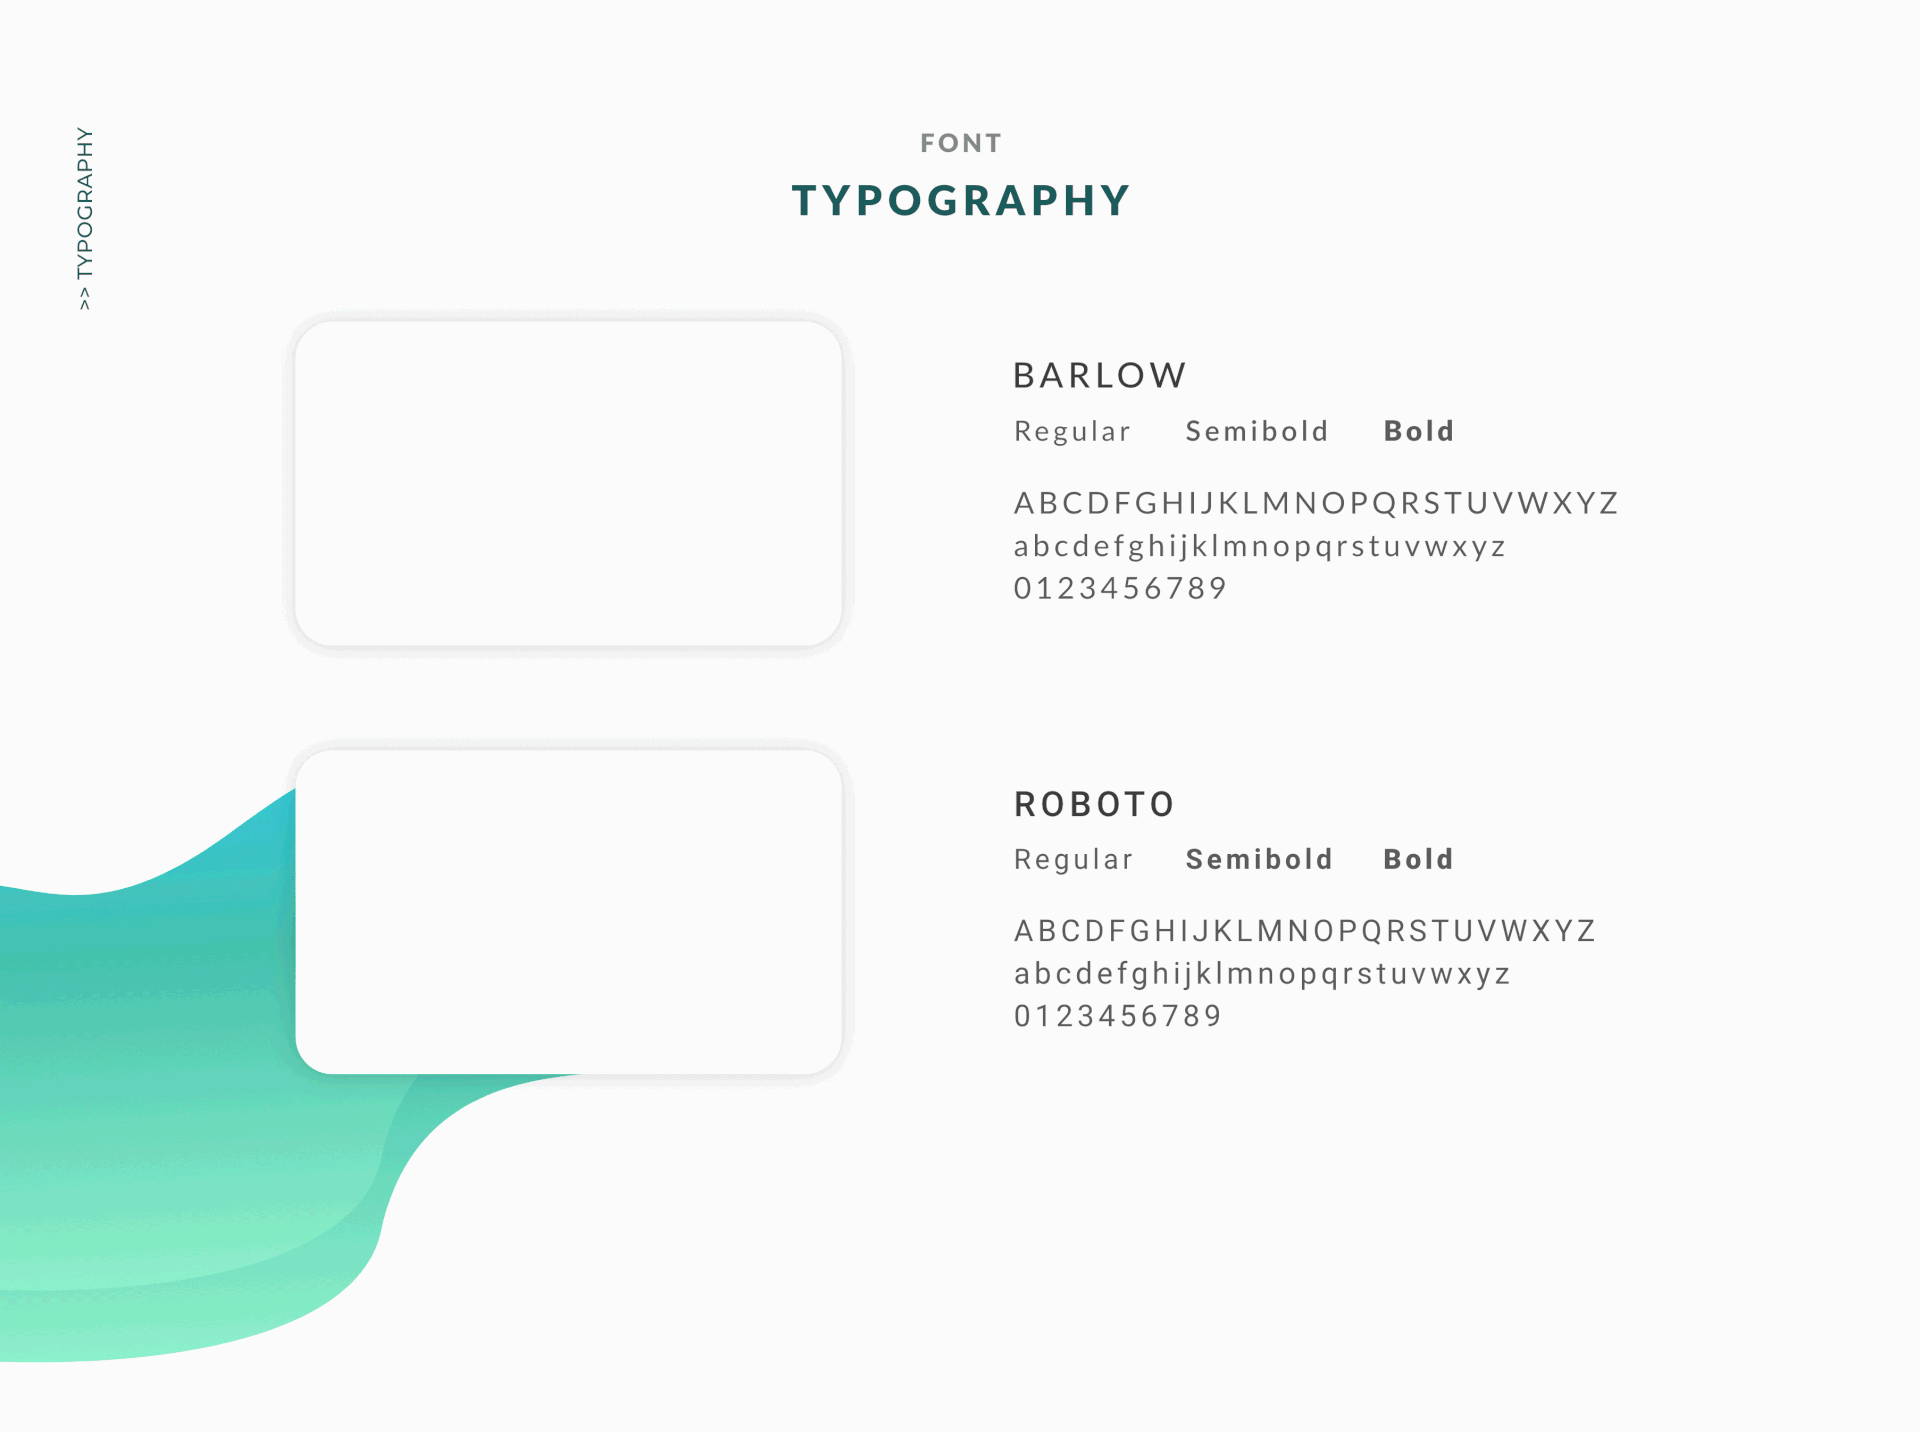 >> TYPOGRAPHY
FONT
TYPOGRAPHY
BARLOW
Regular Semibold Bold
ABCDFGHIJKLMNOPQRSTUVWXYZ
abcdefghijklmnopqrstuvwxyz
0123456789
ROBOTO
Regular Semibold Bold
ABCDFGHIJKLMNOPQRSTUVWXYZ
abcdefghijklmnopqrstuvwxyz
0123456789